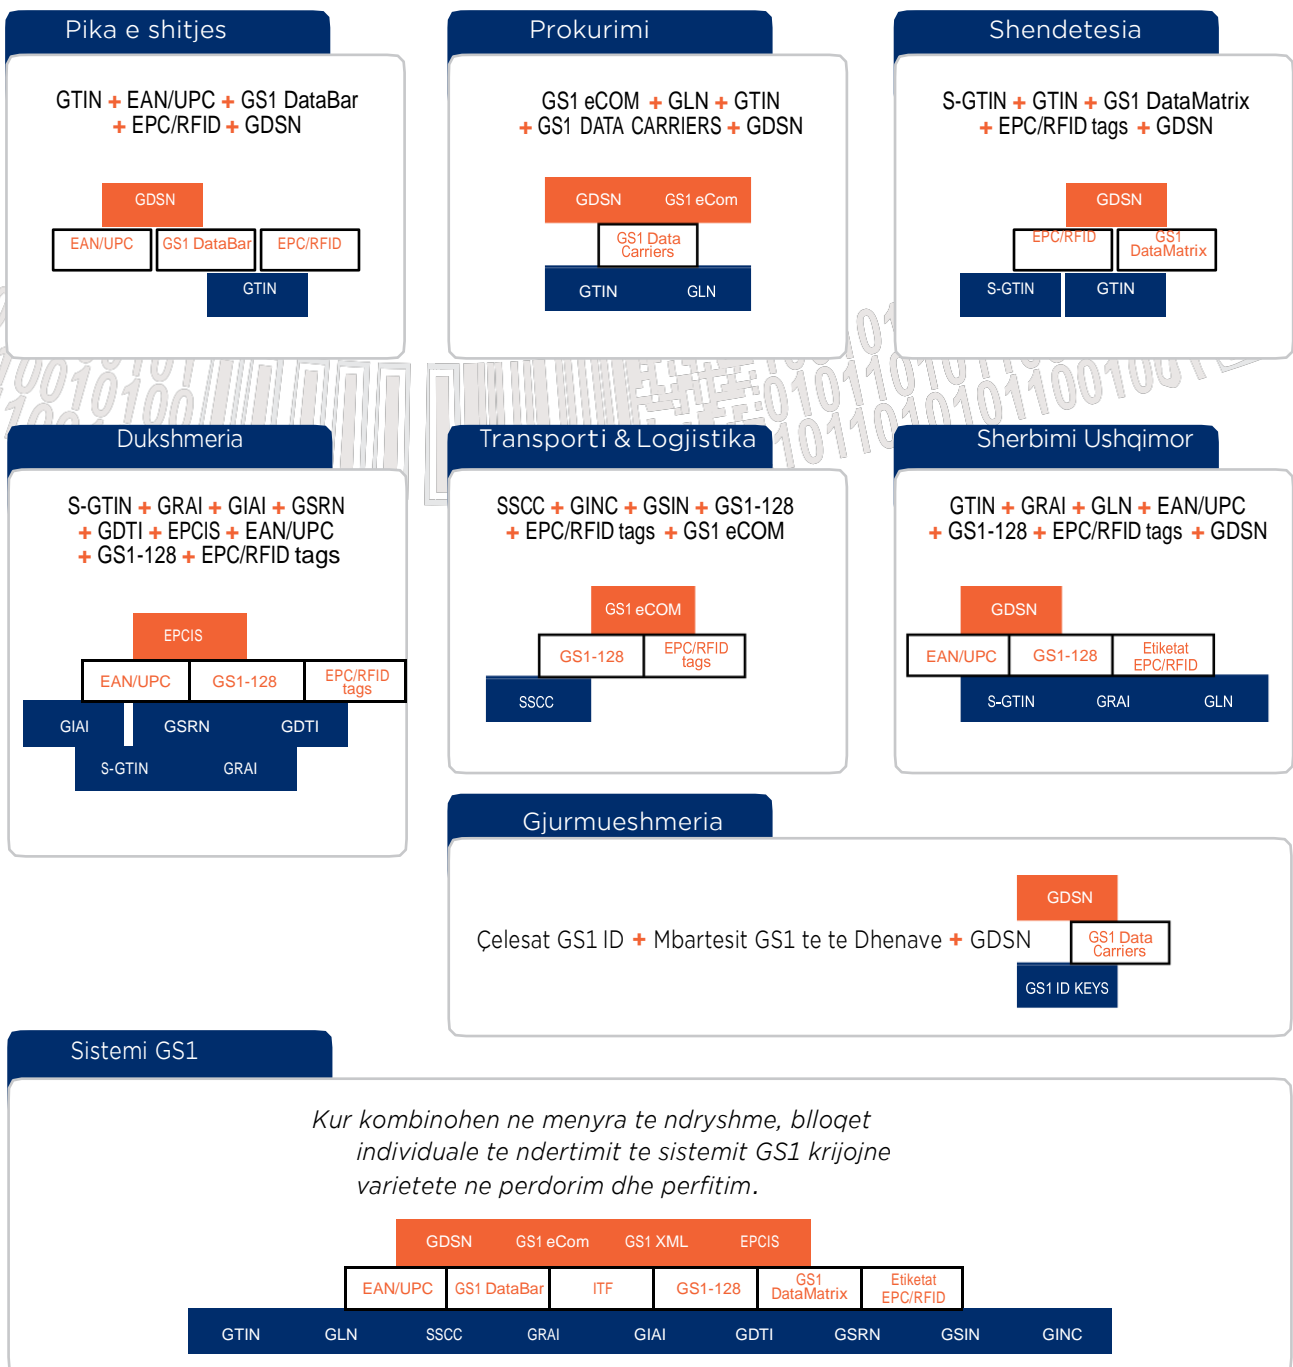 Pika e shitjes
GTIN + EAN/UPC + GS1 DataBar
+ EPC/RFID + GDSN
GDSN
EAN/UPC GS1 DataBar EPC/RFID
GTIN
Prokurimi
GS1 eCOM + GLN + GTIN
+ GS1 DATA CARRIERS + GDSN
GDSN GS1 eCom
GS1 Data
Carriers
GTIN GLN
Shendetesia
S-GTIN + GTIN + GS1 DataMatrix
+ EPC/RFID tags + GDSN
GDSN
EPC/RFID GS1
DataMatrix
S-GTIN GTIN
Dukshmeria
S-GTIN + GRAI + GIAI + GSRN
+ GDTI + EPCIS + EAN/UPC
+ GS1-128 + EPC/RFID tags
EPCIS
EAN/UPC GS1-128 EPC/RFID
tags
GIAI GSRN GDTI
S-GTIN GRAI
Transporti & Logjistika
SSCC + GINC + GSIN + GS1-128
+ EPC/RFID tags + GS1 eCOM
GS1 eCOM
GS1-128 EPC/RFID
tags
SSCC
Sherbimi Ushqimor
GTIN + GRAI + GLN + EAN/UPC
+ GS1-128 + EPC/RFID tags + GDSN
GDSN
EAN/UPC GS1-128 Etiketat
EPC/RFID
S-GTIN GRAI GLN
Gjurmueshmeria
Çelesat GS1 ID + Mbartesit GS1 te te Dhenave + GDSN
GDSN
GS1 Data
Carriers
GS1 ID KEYS
Sistemi GS1
Kur kombinohen ne menyra te ndryshme, blloqet
individuale te ndertimit te sistemit GS1 krijojne
varietete ne perdorim dhe perfitim.
GDSN GS1 eCom GS1 XML EPCIS
EAN/UPC GS1 DataBar ITF GS1-128 GS1
DataMatrix Etiketat
EPC/RFID
GTIN GLN SSCC GRAI GIAI GDTI GSRN GSIN GINC